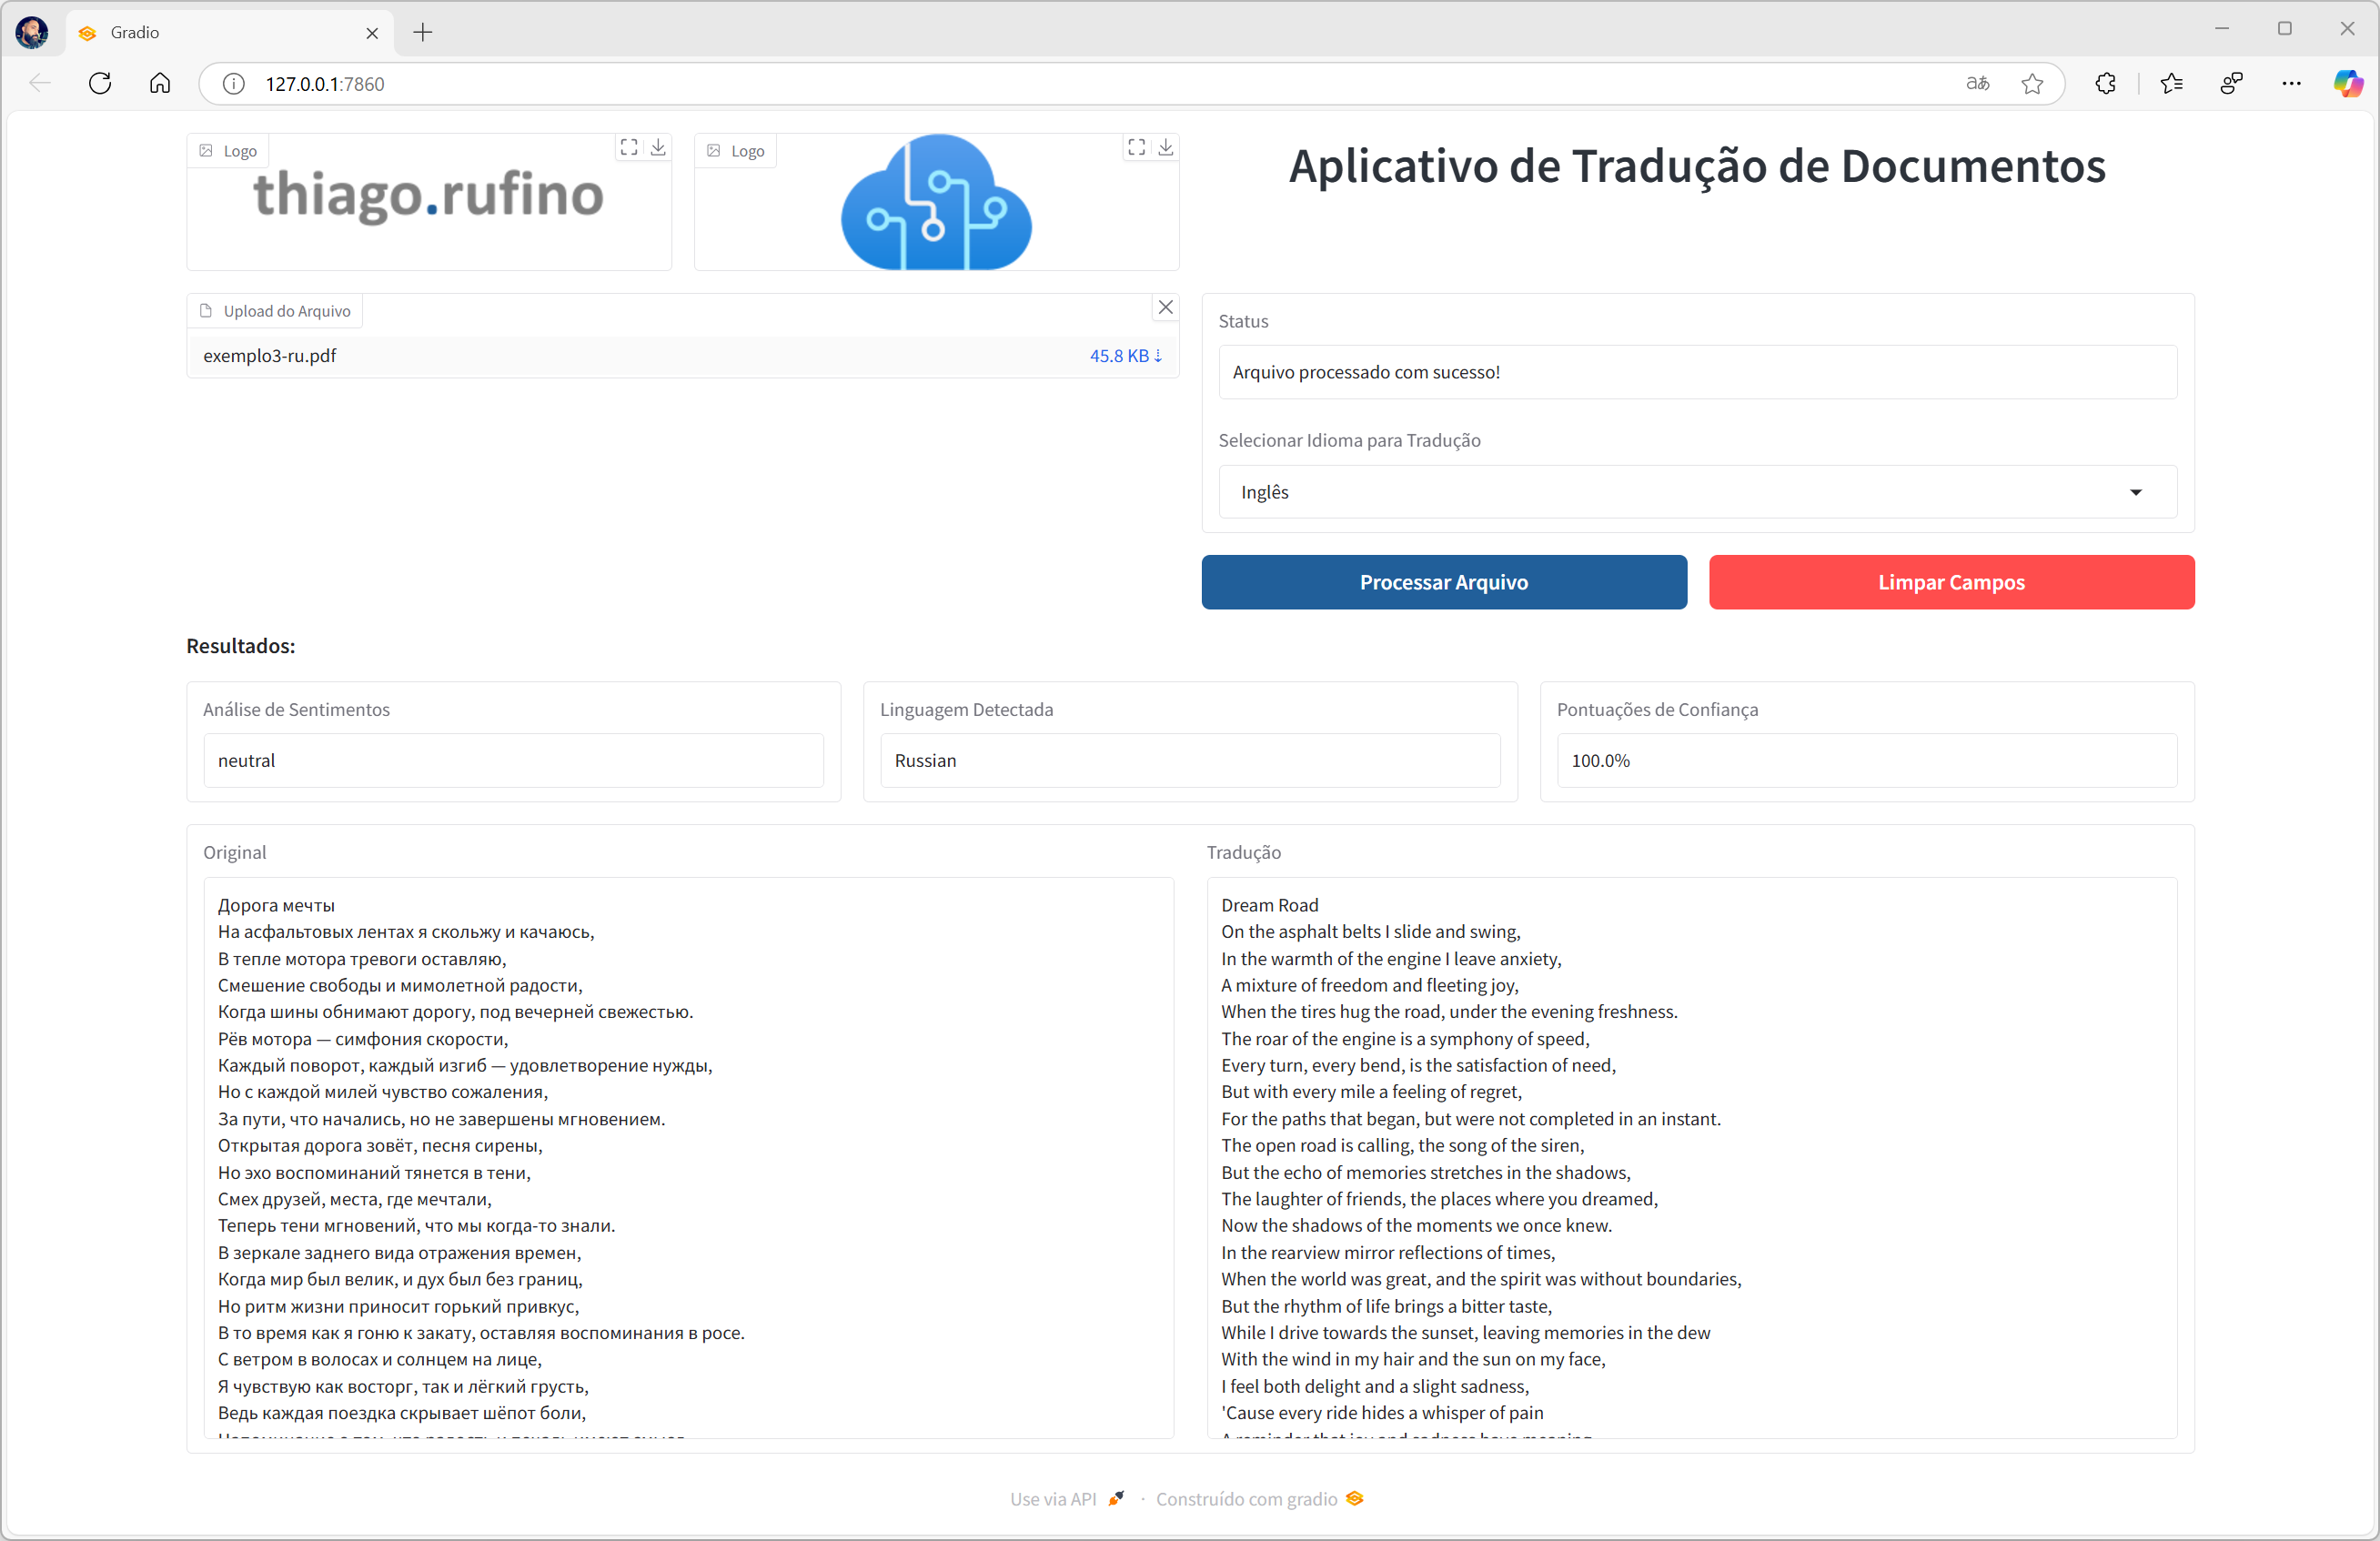 Gradio
127.0.0.1:7860
aあ
Logo
thiago.rufino
Logo
Aplicativo de Tradução de Documentos
Upload do Arquivo
exemplo3-ru.pdf
45.8 KB ⇣
Status
Arquivo processado com sucesso!
Selecionar Idioma para Tradução
Inglês
Processar Arquivo
Limpar Campos
Resultados:
Análise de Sentimentos
neutral
Linguagem Detectada
Russian
Pontuações de Confiança
100.0%
Original
Дорога мечты
На асфальтовых лентах я скольжу и качаюсь,
В тепле мотора тревоги оставляю,
Смешение свободы и мимолетной радости,
Когда шины обнимают дорогу, под вечерней свежестью.
Рёв мотора — симфония скорости,
Каждый поворот, каждый изгиб — удовлетворение нужды,
Но с каждой милей чувство сожаления,
За пути, что начались, но не завершены мгновением.
Открытая дорога зовёт, песня сирены,
Но эхо воспоминаний тянется в тени,
Смех друзей, места, где мечтали,
Теперь тени мгновений, что мы когда-то знали.
В зеркале заднего вида отражения времен,
Когда мир был велик, и дух был без границ,
Но ритм жизни приносит горький привкус,
В то время как я гоню к закату, оставляя воспоминания в росе.
С ветром в волосах и солнцем на лице,
Я чувствую как восторг, так и лёгкий грусть,
Ведь каждая поездка скрывает шёпот боли,
Tradução
Dream Road
On the asphalt belts I slide and swing,
In the warmth of the engine I leave anxiety,
A mixture of freedom and fleeting joy,
When the tires hug the road, under the evening freshness.
The roar of the engine is a symphony of speed,
Every turn, every bend, is the satisfaction of need,
But with every mile a feeling of regret,
For the paths that began, but were not completed in an instant.
The open road is calling, the song of the siren,
But the echo of memories stretches in the shadows,
The laughter of friends, the places where you dreamed,
Now the shadows of the moments we once knew.
In the rearview mirror reflections of times,
When the world was great, and the spirit was without boundaries,
But the rhythm of life brings a bitter taste,
While I drive towards the sunset, leaving memories in the dew
With the wind in my hair and the sun on my face,
I feel both delight and a slight sadness,
'Cause every ride hides a whisper of pain
Use via API · Construído com gradio